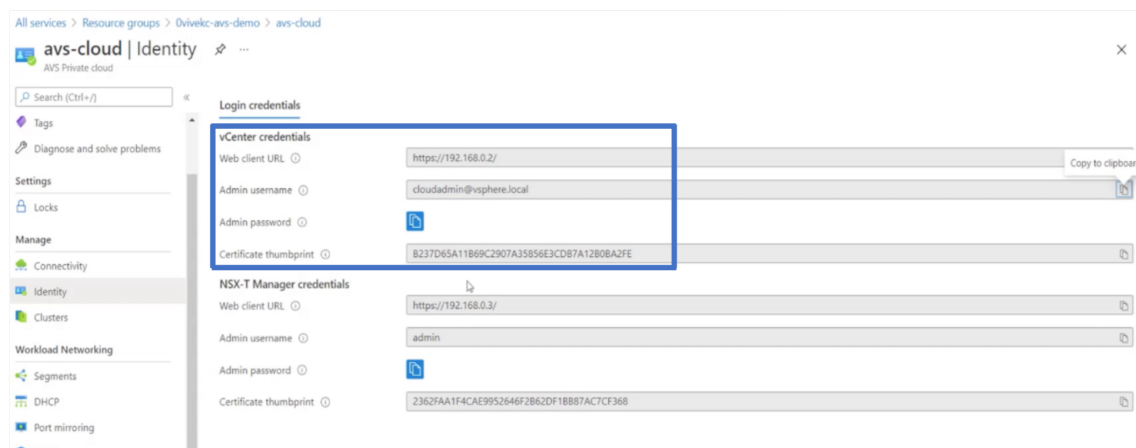 All services > Resource groups > 0vivekc-avs-demo > avs-cloud
avs-cloud | Identity
AVS Private cloud
Search (Ctrl+/)
Tags
Diagnose and solve problems
Settings
Locks
Manage
Connectivity
Identity
Clusters
Workload Networking
Segments
DHCP
Port mirroring
Login credentials
vCenter credentials
Web client URL https://192.168.0.2/
Copy to clipboar
Admin username cloudadmin@vsphere.local
Admin password
Certificate thumbprint B237D65A11B69C2907A35856E3CDB7A12B0BA2FE
NSX-T Manager credentials
Web client URL https://192.168.0.3/
Admin username admin
Admin password
Certificate thumbprint 2362FAA1F4CAE9952646F2B62DF1BB87AC7CF368